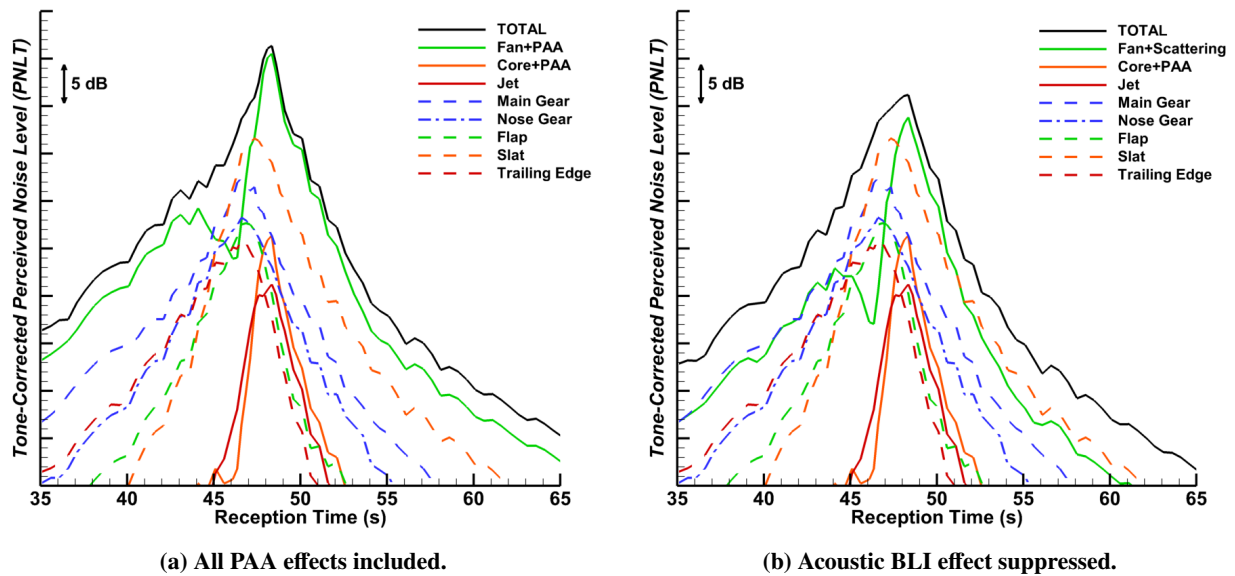 Tone-Corrected Perceived Noise Level (PNLT)
5 dB
TOTAL
Fan+PAA
Core+PAA
Jet
Main Gear
Nose Gear
Flap
Slat
Trailing Edge
35 40 45 50 55 60 65
Reception Time (s)
(a) All PAA effects included.
Tone-Corrected Perceived Noise Level (PNLT)
5 dB
TOTAL
Fan+Scattering
Core+PAA
Jet
Main Gear
Nose Gear
Flap
Slat
Trailing Edge
35 40 45 50 55 60 65
Reception Time (s)
(b) Acoustic BLI effect suppressed.